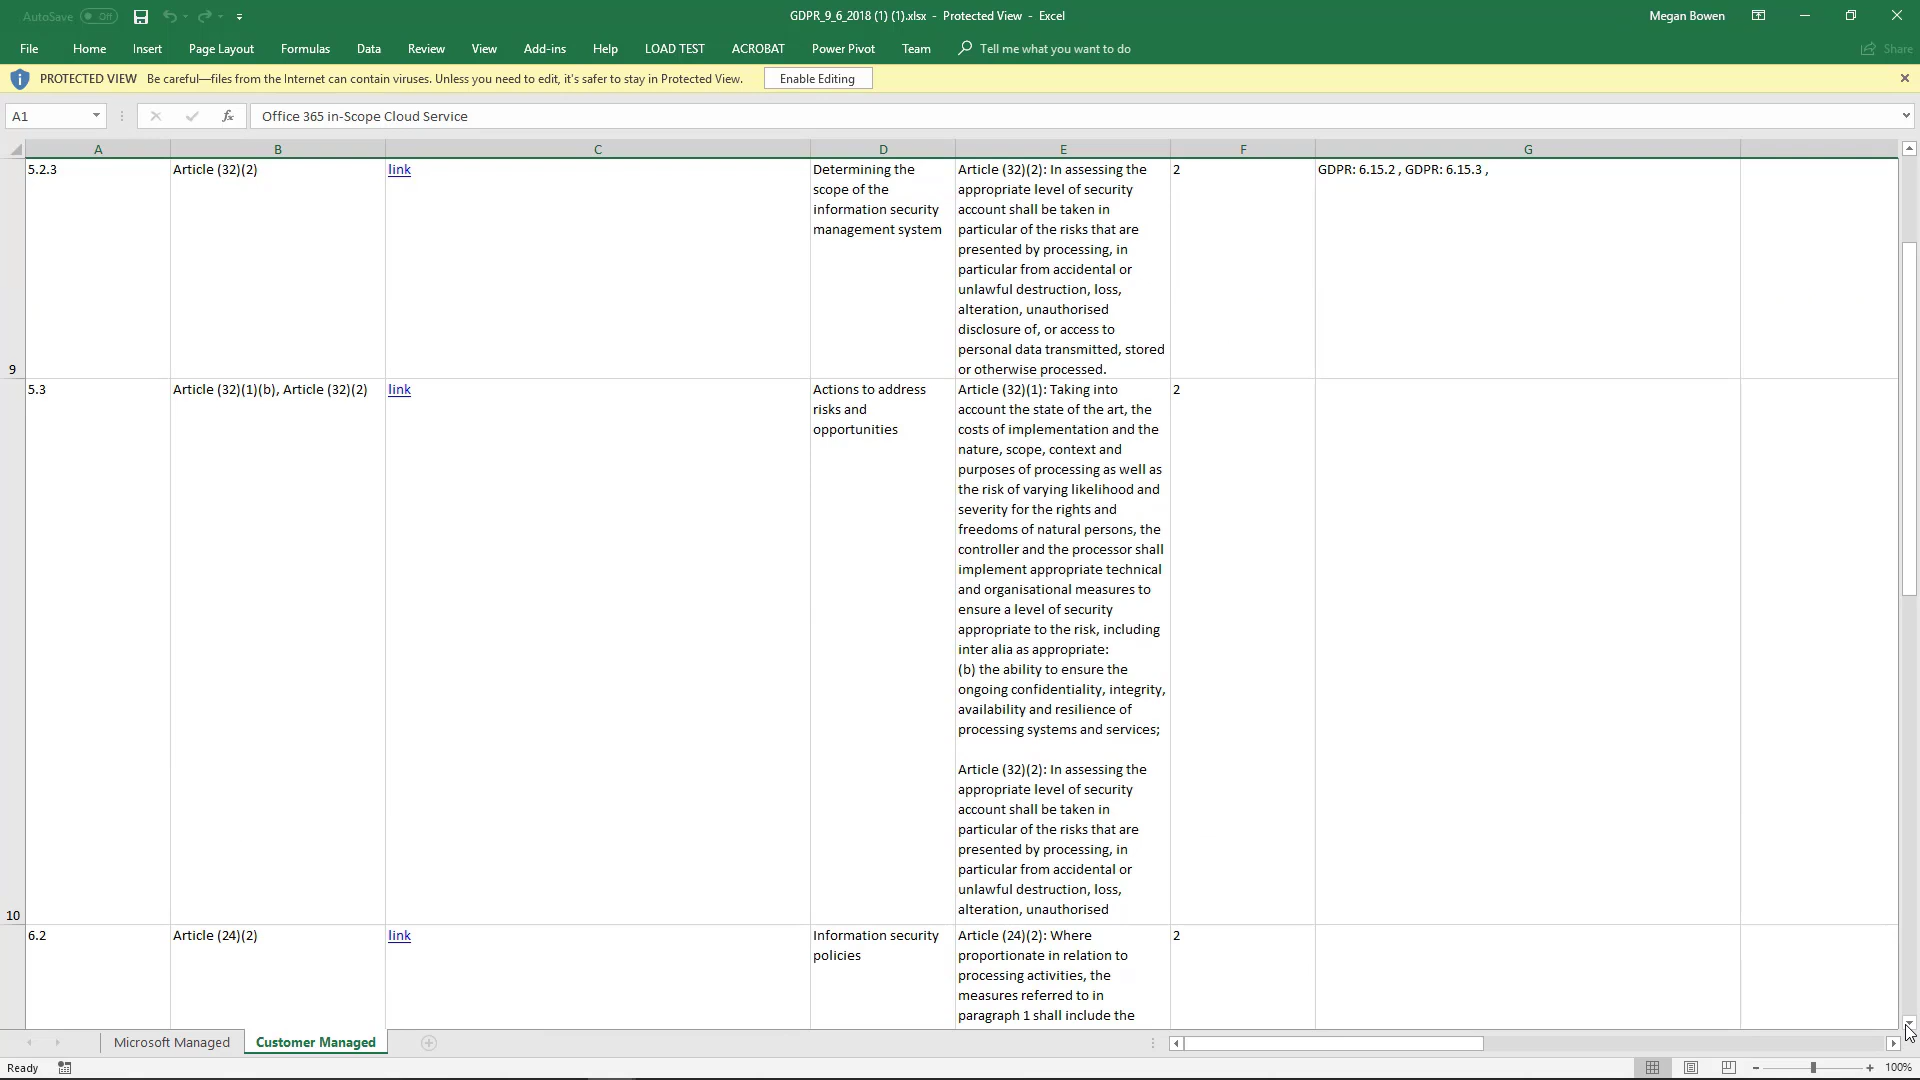 AutoSave Off GDPR_9_6_2018 (1) (1).xlsx - Protected View - Excel Megan Bowen
File Home Insert Page Layout Formulas Data Review View Add-ins Help LOAD TEST ACROBAT Power Pivot Team Tell me what you want to do Share
PROTECTED VIEW Be careful—files from the Internet can contain viruses. Unless you need to edit, it's safer to stay in Protected View. Enable Editing
A1 fx Office 365 in-Scope Cloud Service
A B C D E F G
5.2.3 Article (32)(2) link Determining the Article (32)(2): In assessing the 2 GDPR: 6.15.2 , GDPR: 6.15.3 ,
scope of the appropriate level of security
information security account shall be taken in
management system particular of the risks that are
presented by processing, in
particular from accidental or
unlawful destruction, loss,
alteration, unauthorised
disclosure of, or access to
personal data transmitted, stored
9 or otherwise processed.
5.3 Article (32)(1)(b), Article (32)(2) link Actions to address Article (32)(1): Taking into 2
risks and account the state of the art, the
opportunities costs of implementation and the
nature, scope, context and
purposes of processing as well as
the risk of varying likelihood and
severity for the rights and
freedoms of natural persons, the
controller and the processor shall
implement appropriate technical
and organisational measures to
ensure a level of security
appropriate to the risk, including
inter alia as appropriate:
(b) the ability to ensure the
ongoing confidentiality, integrity,
availability and resilience of
processing systems and services;
Article (32)(2): In assessing the
appropriate level of security
account shall be taken in
particular of the risks that are
presented by processing, in
particular from accidental or
unlawful destruction, loss,
10 alteration, unauthorised
6.2 Article (24)(2) link Information security Article (24)(2): Where 2
policies proportionate in relation to
processing activities, the
measures referred to in
paragraph 1 shall include the
Microsoft Managed Customer Managed
Ready 100%